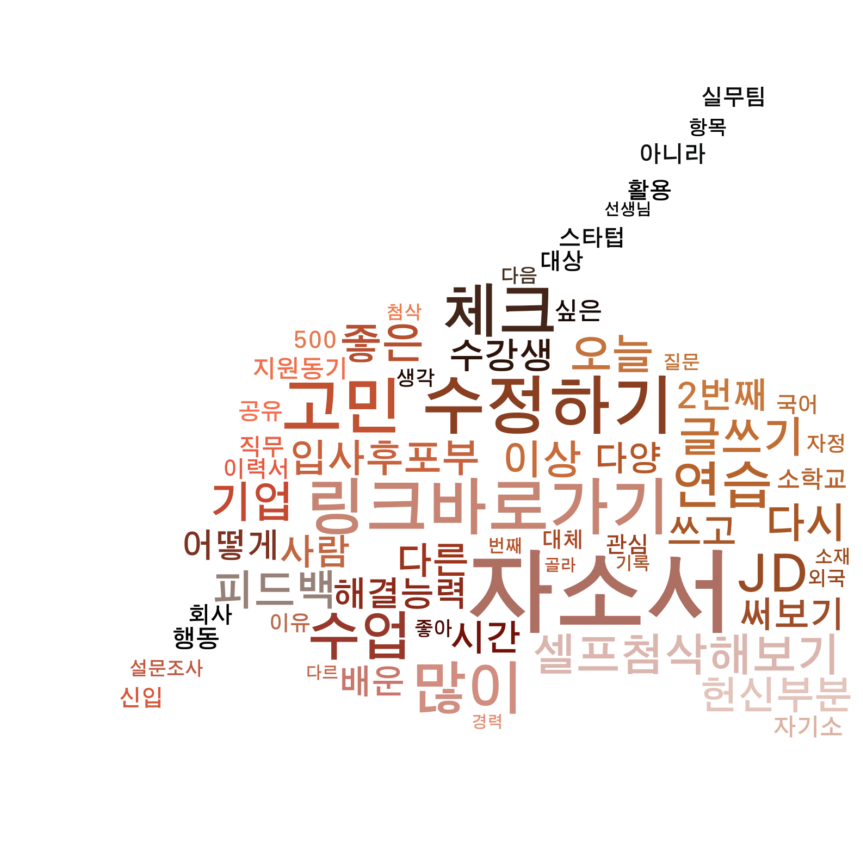 실무팀
항목
아니라
활용
선생님
스타텁
대상
다음
체크
싶은
첨삭
500
좋은
수강생
오늘
지원동기
생각
질문
고민
수정하기
2번째
국어
공유
글쓰기
자정
직무
입사후포부
이상
다양
이력서
연습
소학교
기업
링크바로가기
쓰고
다시
어떻게
사람
다른
번째
대체
관심
골라
기록
자소서
JD
소재
외국
피드백
해결능력
써보기
회사
행동
이유
수업
좋아
시간
셀프첨삭해보기
설문조사
다르
배운
많이
헌신부분
신입
경력
자기소